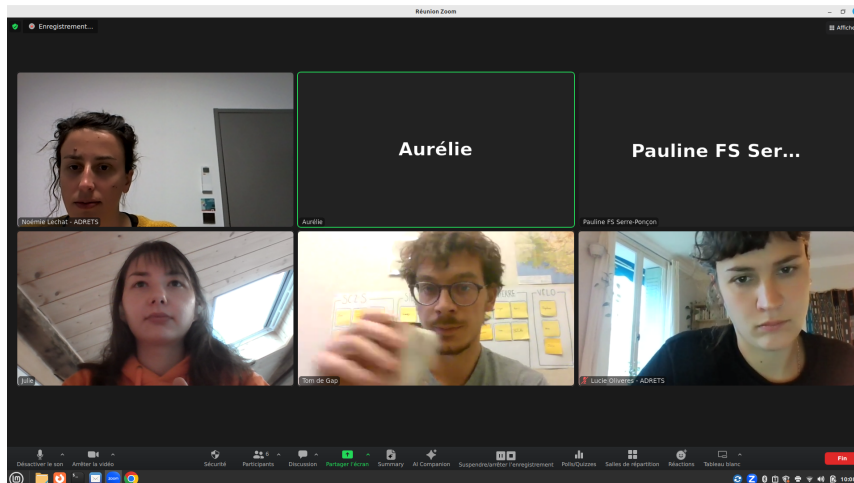 Réunion Zoom
Enregistrement...
Affiche
Aurélie
Pauline FS Ser...
Noémie Lechat - ADRETS
Aurélie
Pauline FS Serre-Ponçon
VELO
Julie
Tom de Gap
Lucie Oliveres - ADRETS
Désactiver le son
Arrêter la vidéo
Sécurité
6
Participants
Discussion
Partager l'écran
Summary
AI Companion
Suspendre/arrêter l'enregistrement
Polls/Quizzes
Salles de répartition
Réactions
Tableau blanc
Fin
zoom